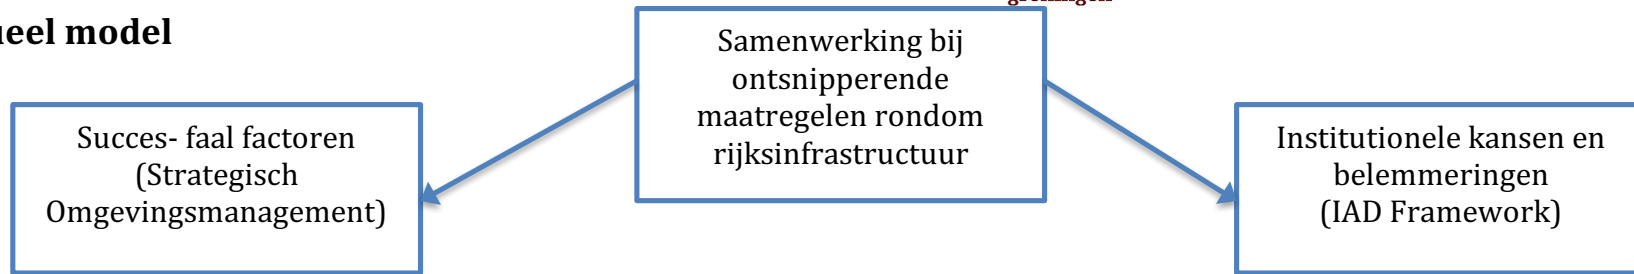 ueel model
Samenwerking bij
ontsnipperende
maatregelen rondom
rijksinfrastructuur
Succes- faal factoren
(Strategisch
Omgevingsmanagement)
Institutionele kansen en
belemmeringen
(IAD Framework)